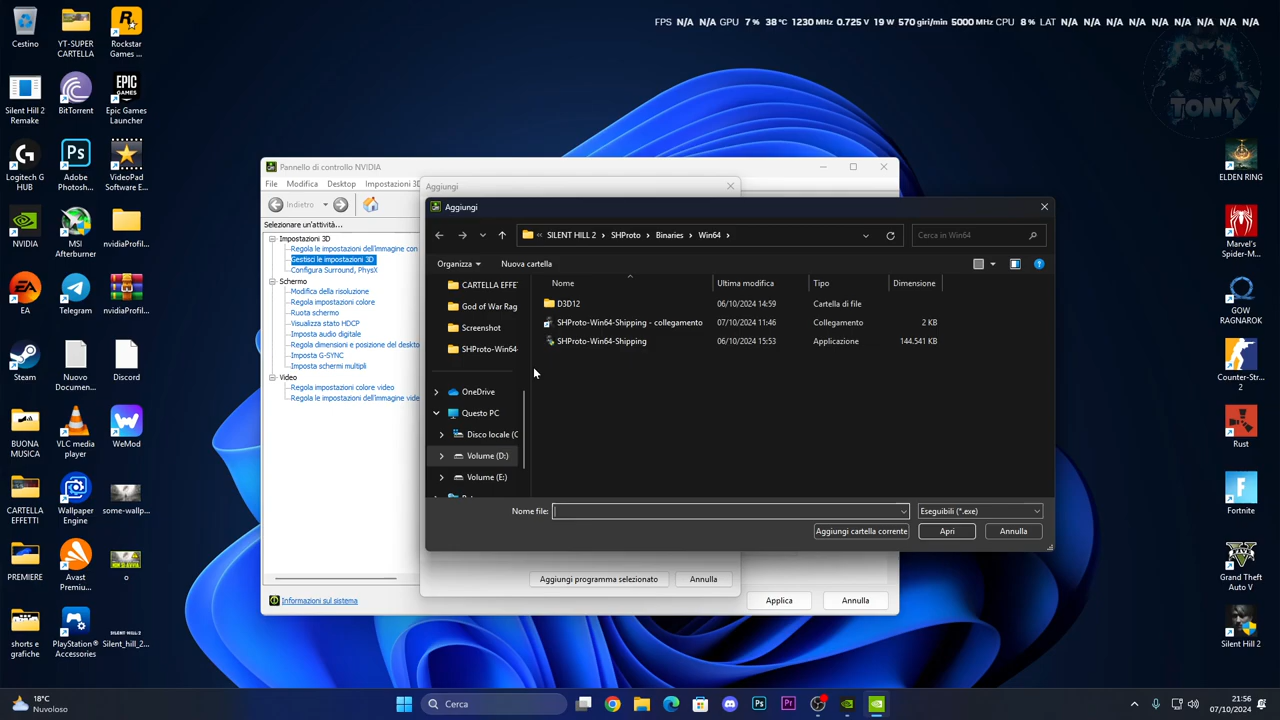 FPS N/A N/A GPU 7 % 38 °C 1230 MHz 0.725 V 19 W 570 giri/min 5000 MHz CPU 8 % LAT N/A N/A N/A N/A N/A N/A N/A N/A N/A
TONY
Cestino
YT-SUPER CARTELLA
Rockstar Games ...
Silent Hill 2 Remake
BitTorrent
Epic Games Launcher
Logitech G HUB
Adobe Photosh...
VideoPad Software E...
NVIDIA
MSI Afterburner
nvidiaProfil...
EA
Telegram
nvidiaProfil...
Steam
Nuovo Documen...
Discord
BUONA MUSICA
VLC media player
WeMod
CARTELLA EFFETTI
Wallpaper Engine
some-wallp...
PREMIERE
Avast Premiu...
o
shorts e grafiche
PlayStation® Accessories
Silent_hill_2...
Pannello di controllo NVIDIA
File Modifica Desktop Impostazioni 3D
Indietro
Selezionare un'attività...
Impostazioni 3D
Regola le impostazioni dell'immagine con
Gestisci le impostazioni 3D
Configura Surround, PhysX
Schermo
Modifica della risoluzione
Regola impostazioni colore
Ruota schermo
Visualizza stato HDCP
Imposta audio digitale
Regola dimensioni e posizione del deskto
Imposta G-SYNC
Imposta schermi multipli
Video
Regola impostazioni colore video
Regola le impostazioni dell'immagine vide
Informazioni sul sistema
Applica
Annulla
Aggiungi
Aggiungi programma selezionato
Annulla
Aggiungi
SILENT HILL 2 > SHProto > Binaries > Win64 >
Cerca in Win64
Organizza
Nuova cartella
CARTELLA EFFE
God of War Rag
Screenshot
SHProto-Win64-
OneDrive
Questo PC
Disco locale (C
Volume (D:)
Volume (E:)
Nome Ultima modifica Tipo Dimensione
D3D12 06/10/2024 14:59 Cartella di file
SHProto-Win64-Shipping - collegamento 07/10/2024 11:46 Collegamento 2 KB
SHProto-Win64-Shipping 06/10/2024 15:53 Applicazione 144.541 KB
Nome file:
Eseguibili (*.exe)
Aggiungi cartella corrente
Apri
Annulla
ELDEN RING
Marvel's Spider-M...
GOW RAGNAROK
Counter-Str... 2
Rust
Fortnite
Grand Theft Auto V
Silent Hill 2
18°C
Nuvoloso
Cerca
21:56
07/10/2024